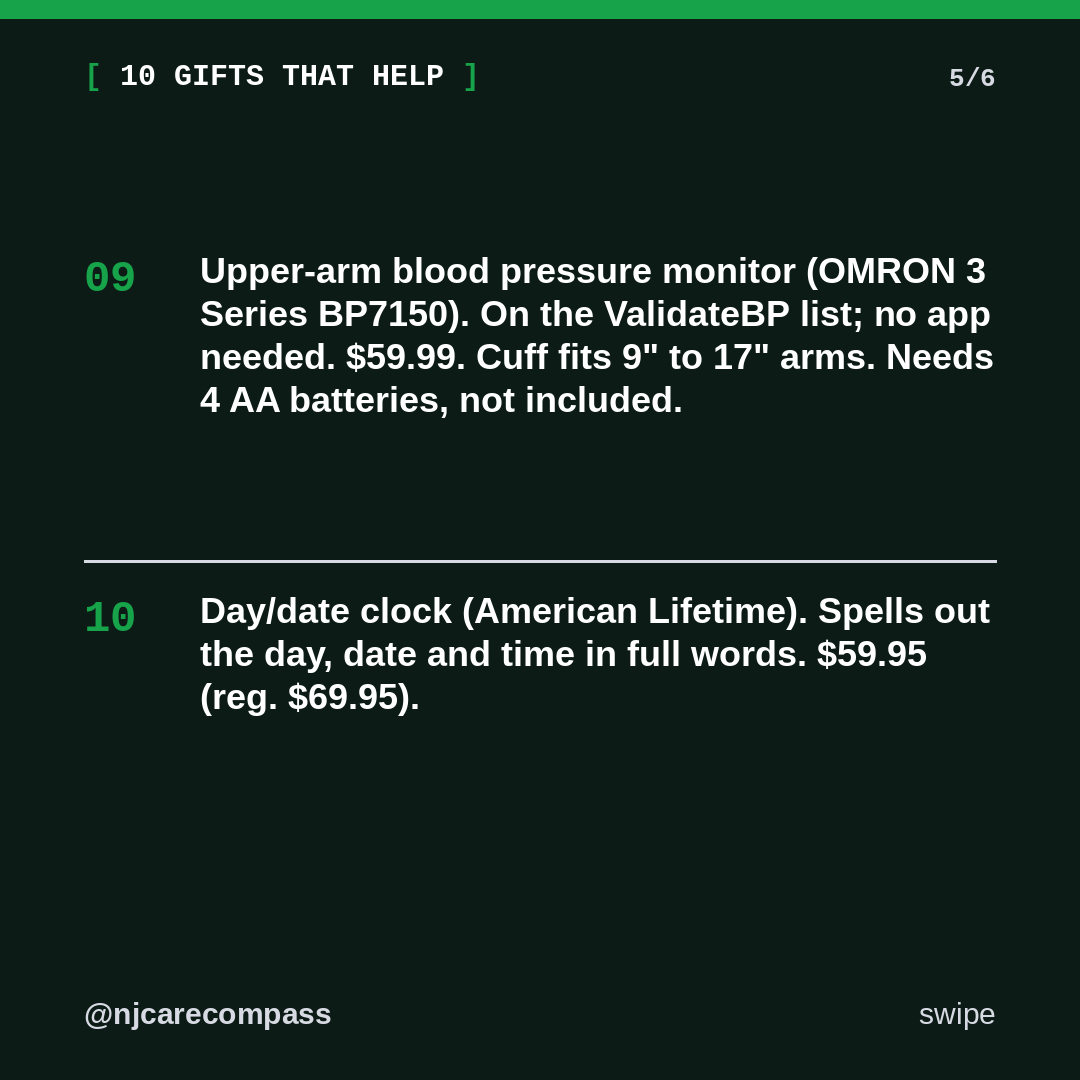 [ 10 GIFTS THAT HELP ]
5/6
09
Upper-arm blood pressure monitor (OMRON 3
Series BP7150). On the ValidateBP list; no app
needed. $59.99. Cuff fits 9" to 17" arms. Needs
4 AA batteries, not included.
10
Day/date clock (American Lifetime). Spells out
the day, date and time in full words. $59.95
(reg. $69.95).
@njcarecompass
swipe